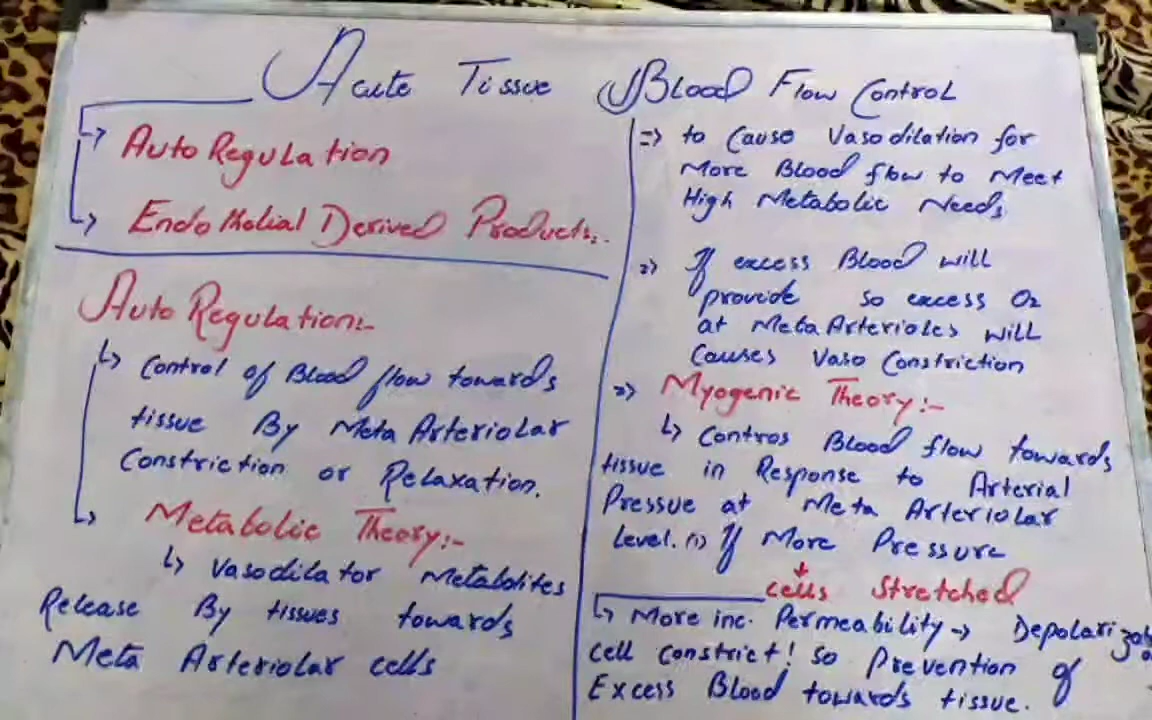 Acute Tissue Blood Flow Control
Auto Regulation
Endothelial Derived Products:.
Auto Regulation:-
Control of Blood flow towards
tissue By Meta Arteriolar
Constriction or Relaxation.
Metabolic Theory:-
Vasodilator Metabolites
Release By tissues towards
Meta Arteriolar cells
=> to Cause Vasodilation for
More Blood flow to Meet
High Metabolic Needs
=> If excess Blood will
provide so excess O2
at Meta Arterioles will
Causes Vaso Constriction
=> Myogenic Theory:-
Contros Blood flow towards
tissue in Response to Arterial
Pressue at Meta Arteriolar
Level. If More Pressure
cells Stretched
More inc. Permeability → Depolarizat
cell constrict! So Prevention of
Excess Blood towards tissue.